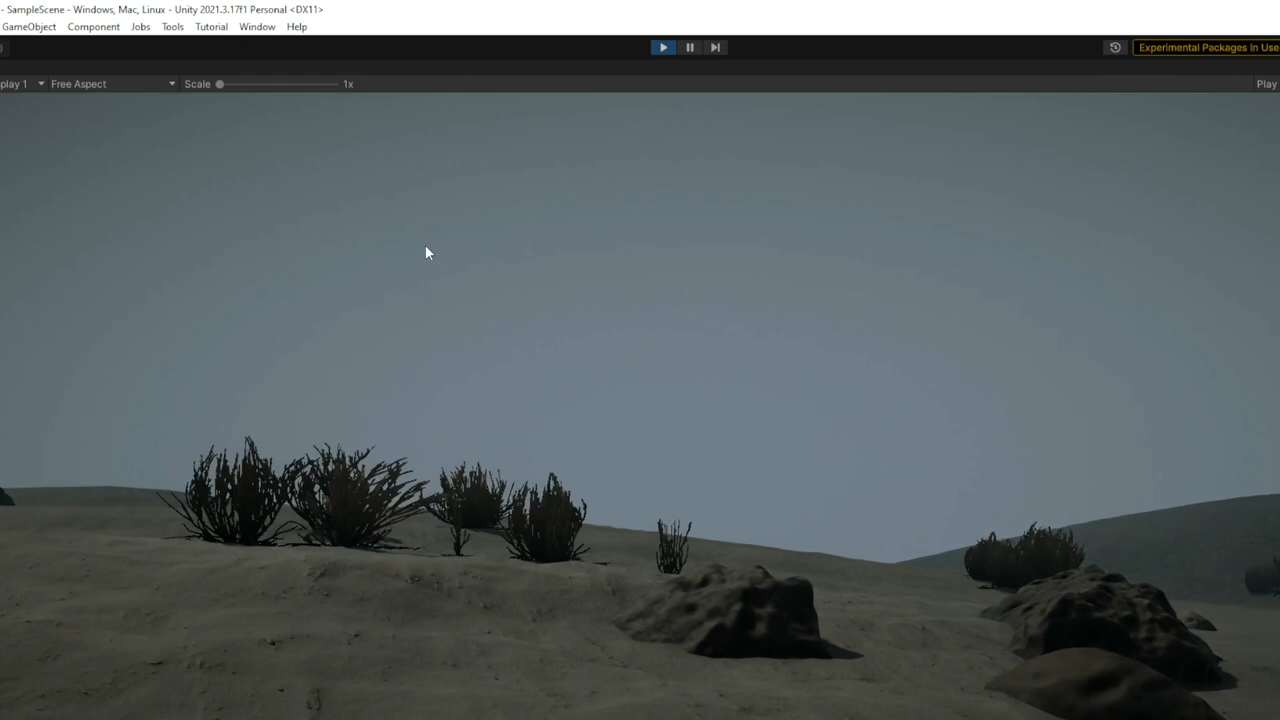 - SampleScene - Windows, Mac, Linux - Unity 2021.3.17f1 Personal <DX11>
GameObject Component Jobs Tools Tutorial Window Help
Experimental Packages In Use
play 1 Free Aspect Scale 1x Play